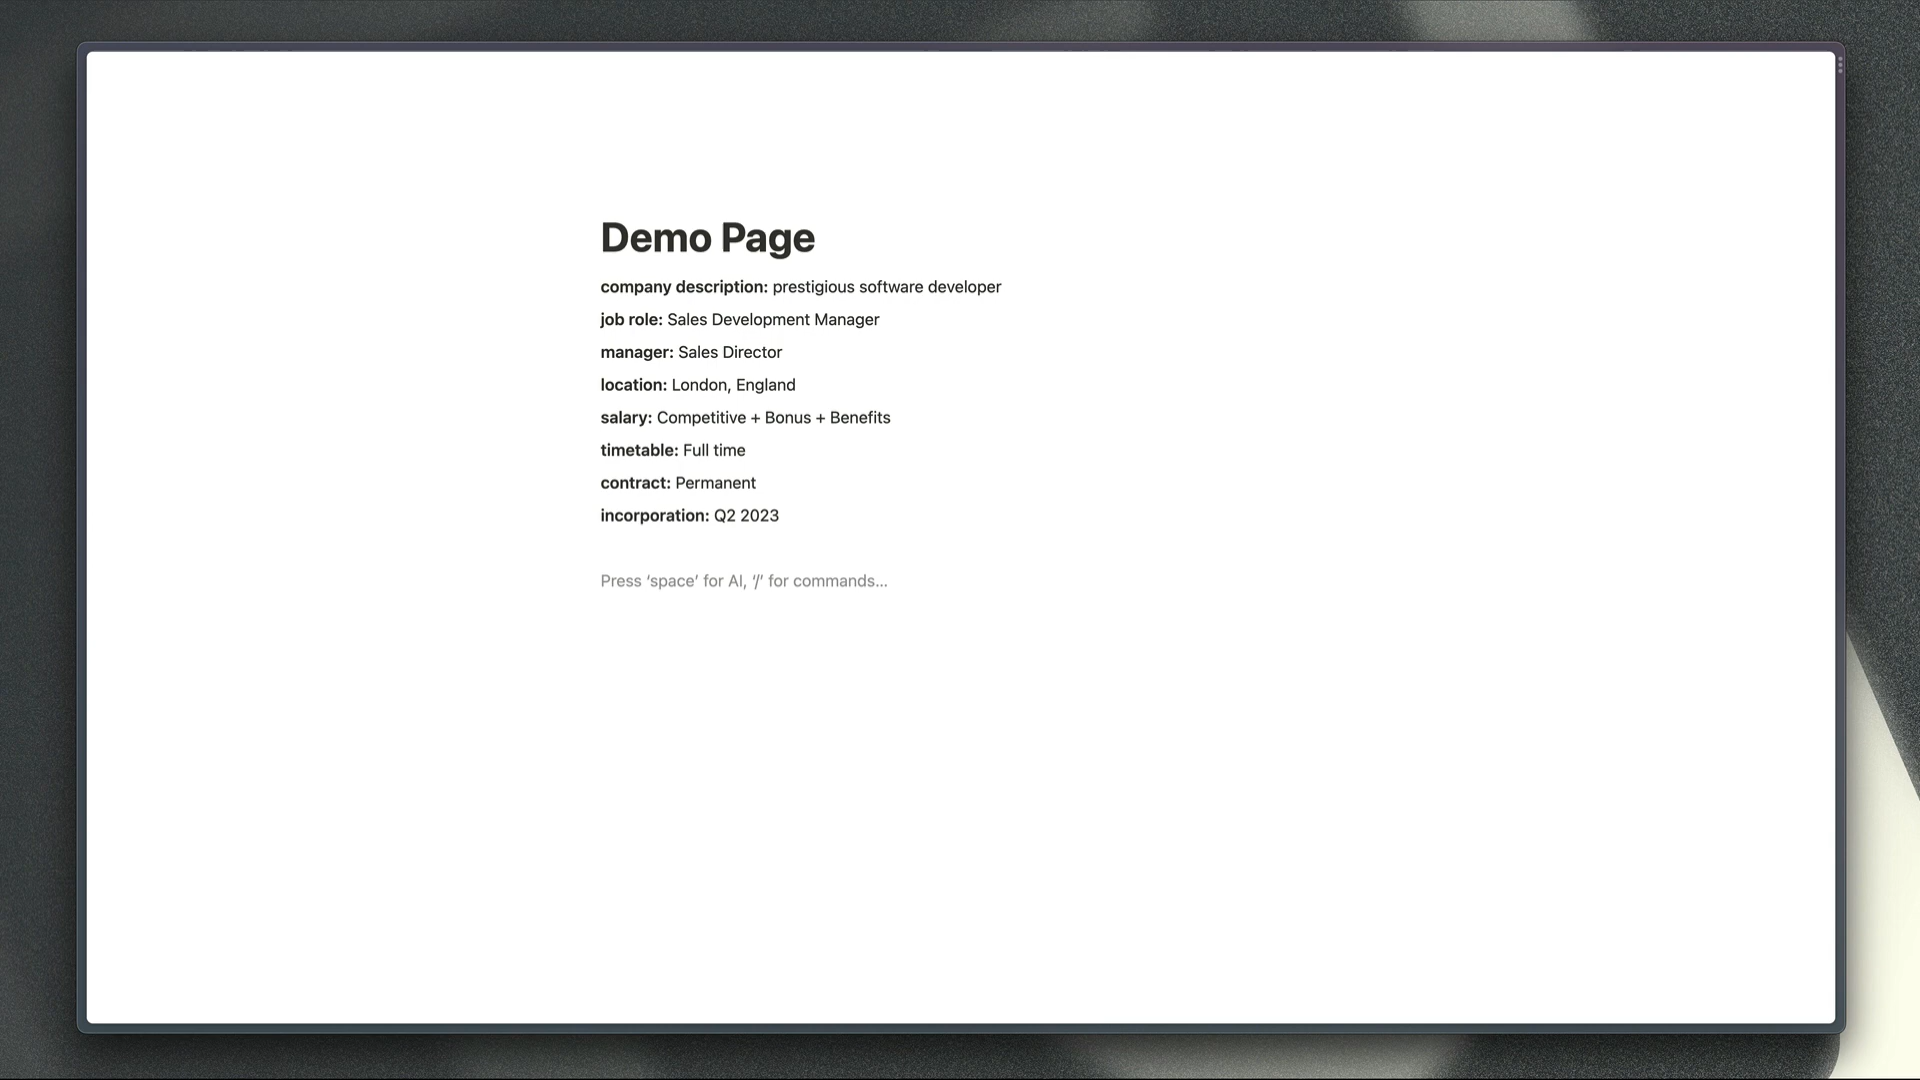 Demo Page
company description: prestigious software developer
job role: Sales Development Manager
manager: Sales Director
location: London, England
salary: Competitive + Bonus + Benefits
timetable: Full time
contract: Permanent
incorporation: Q2 2023
Press ‘space’ for AI, ‘/’ for commands...